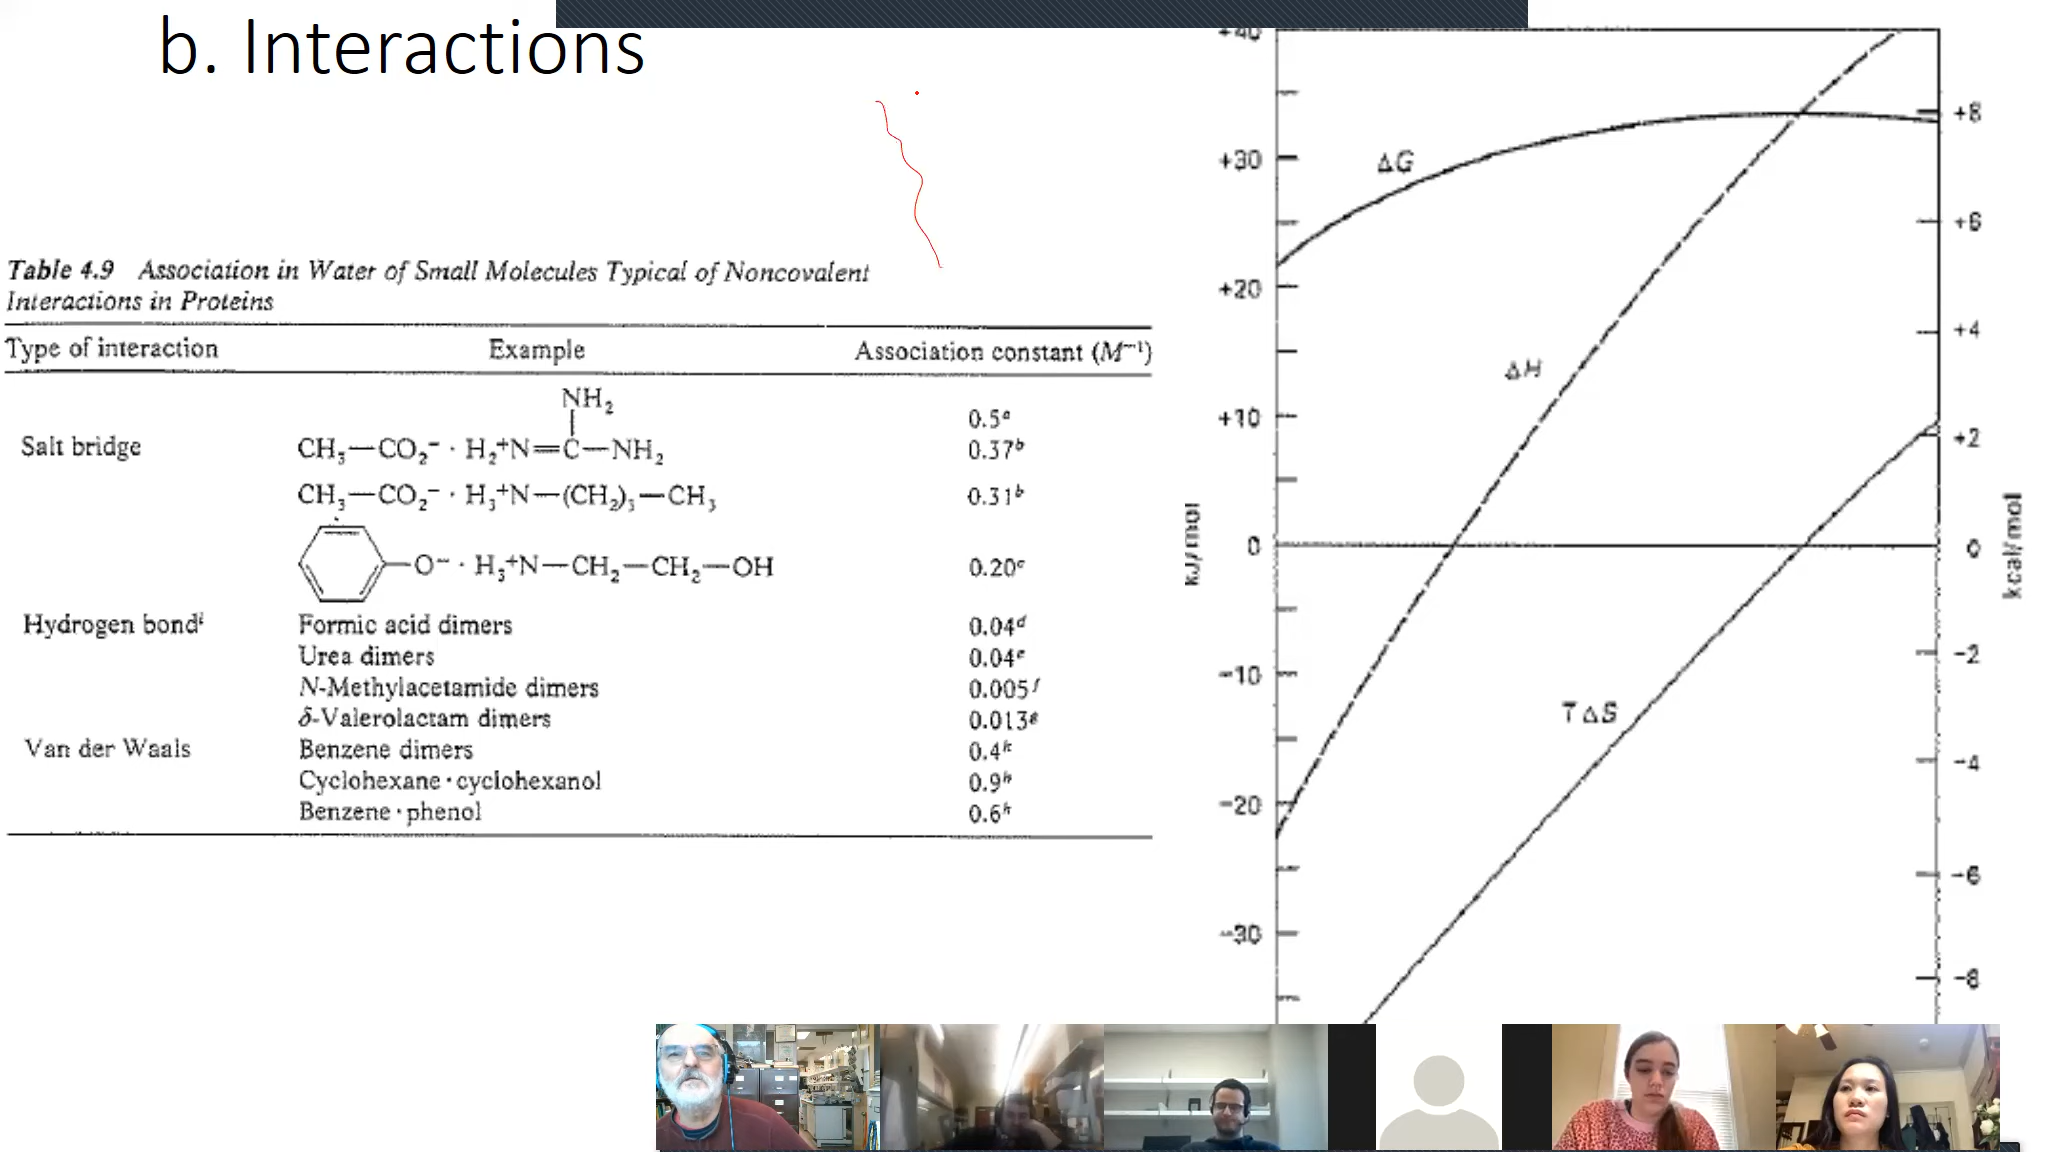 b. Interactions
Table 4.9 Association in Water of Small Molecules Typical of Noncovalent
Interactions in Proteins
Type of interaction Example Association constant (M⁻¹)
NH₂
0.5ᵃ
Salt bridge CH₃—CO₂⁻ · H₂⁺N=C—NH₂ 0.37ᵇ
CH₃—CO₂⁻ · H₃⁺N—(CH₂)₃—CH₃ 0.31ᵇ
—O⁻ · H₃⁺N—CH₂—CH₂—OH 0.20ᶜ
Hydrogen bondⁱ Formic acid dimers 0.04ᵈ
Urea dimers 0.04ᵉ
N-Methylacetamide dimers 0.005ᶠ
δ-Valerolactam dimers 0.013ᵍ
Van der Waals Benzene dimers 0.4ʰ
Cyclohexane · cyclohexanol 0.9ʰ
Benzene · phenol 0.6ʰ
+40
+30
+20
+10
0
−10
−20
−30
kJ/mol
ΔG
ΔH
TΔS
+8
+6
+4
+2
0
−2
−4
−6
−8
kcal/mol